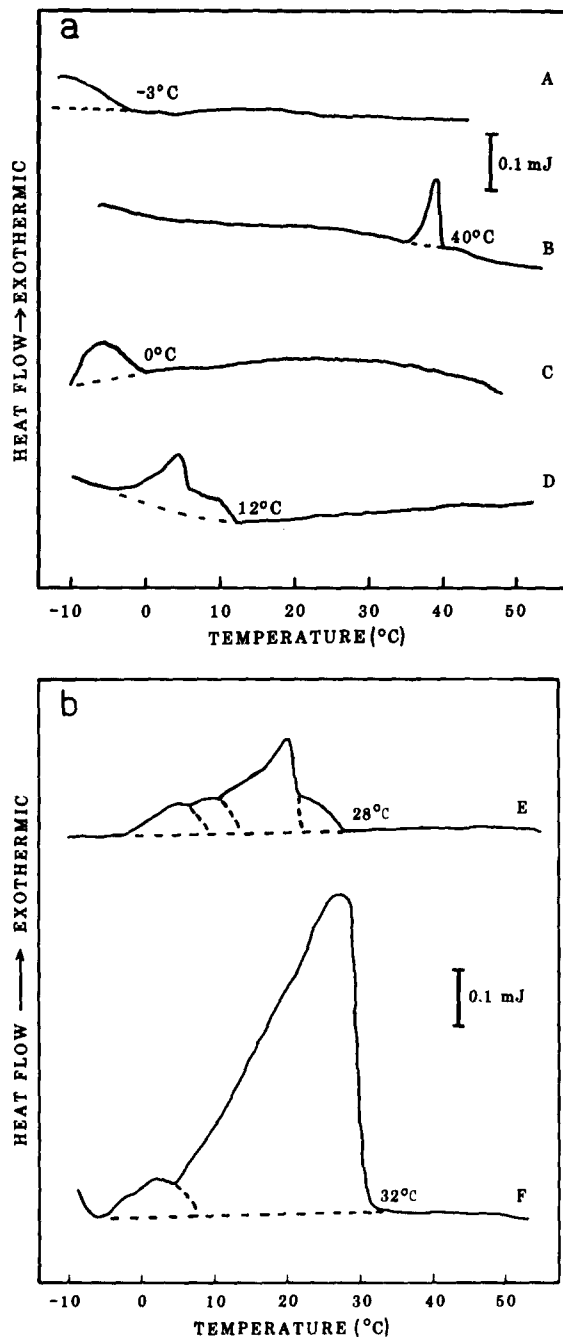 a
-3°C
A
0.1 mJ
40°C
B
0°C
C
12°C
D
HEAT FLOW → EXOTHERMIC
-10 0 10 20 30 40 50
TEMPERATURE (°C)
b
28°C
E
0.1 mJ
32°C
F
HEAT FLOW → EXOTHERMIC
-10 0 10 20 30 40 50
TEMPERATURE (°C)